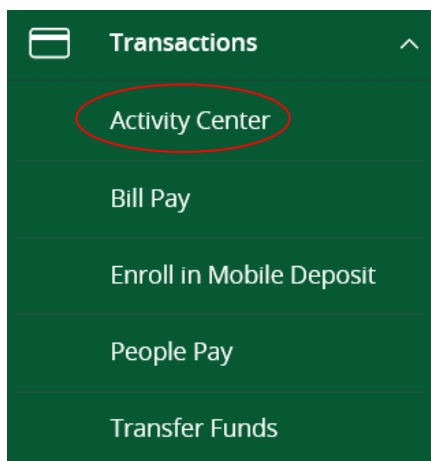 Transactions
Activity Center
Bill Pay
Enroll in Mobile Deposit
People Pay
Transfer Funds